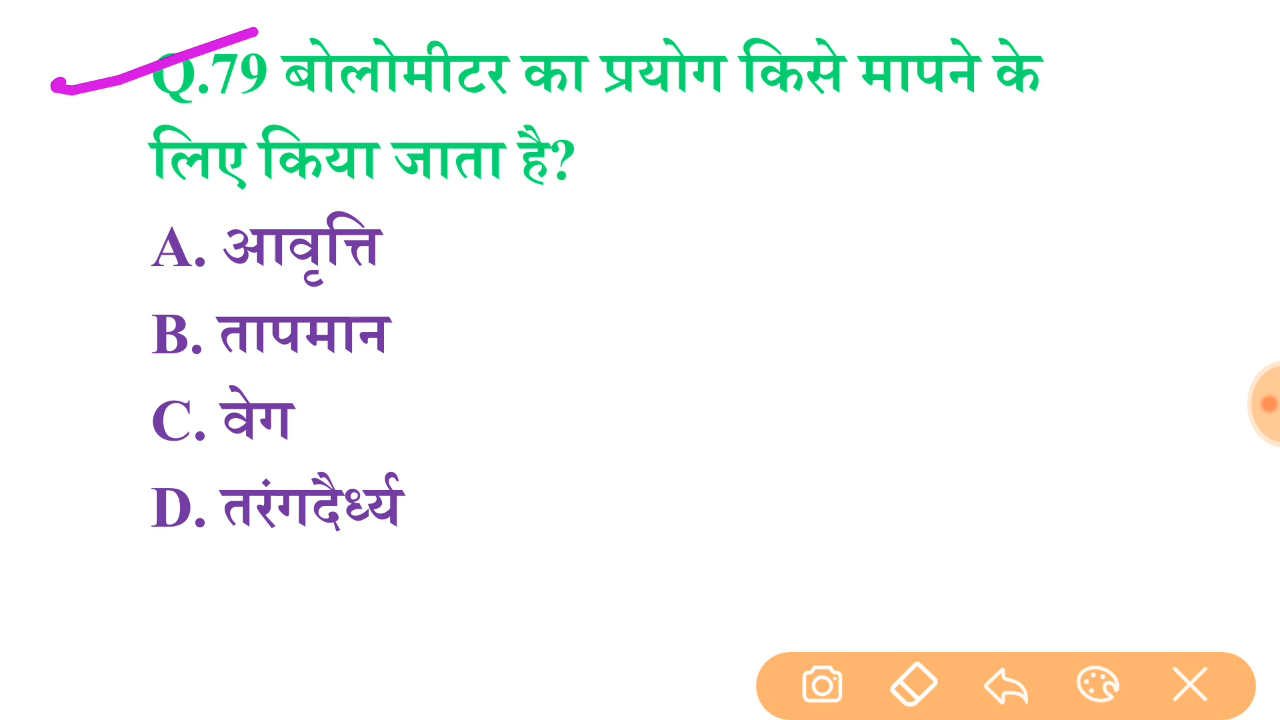 Q.79 बोलोमीटर का प्रयोग किसे मापने के
लिए किया जाता है?
A. आवृत्ति
B. तापमान
C. वेग
D. तरंगदैर्ध्य